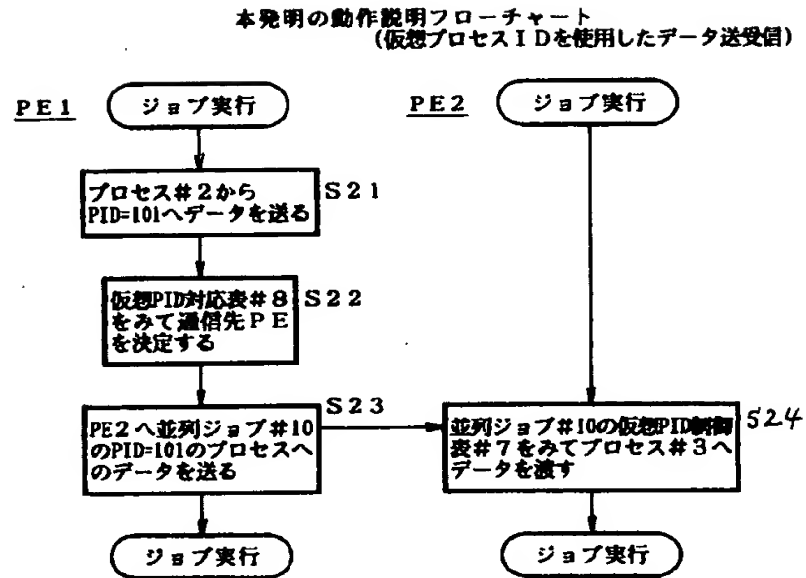 本発明の動作説明フローチャート
(仮想プロセスIDを使用したデータ送受信)
PE1
ジョブ実行
PE2
ジョブ実行
プロセス#2から
PID=101へデータを送る
S21
仮想PID対応表#8
をみて通信先PE
を決定する
S22
PE2へ並列ジョブ#10
のPID=101のプロセスへ
のデータを送る
S23
並列ジョブ#10の仮想PID制御
表#7をみてプロセス#3へ
データを渡す
S24
ジョブ実行
ジョブ実行